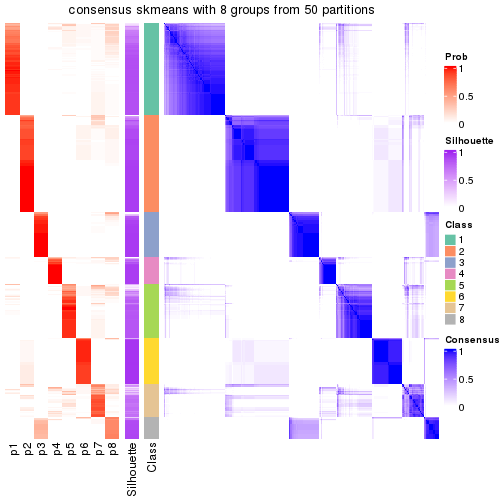 consensus skmeans with 8 groups from 50 partitions
Prob
1
0.5
0
Silhouette
1
0.5
0
Class
1
2
3
4
5
6
7
8
Consensus
1
0.5
0
p1
p2
p3
p4
p5
p6
p7
p8
Silhouette
Class